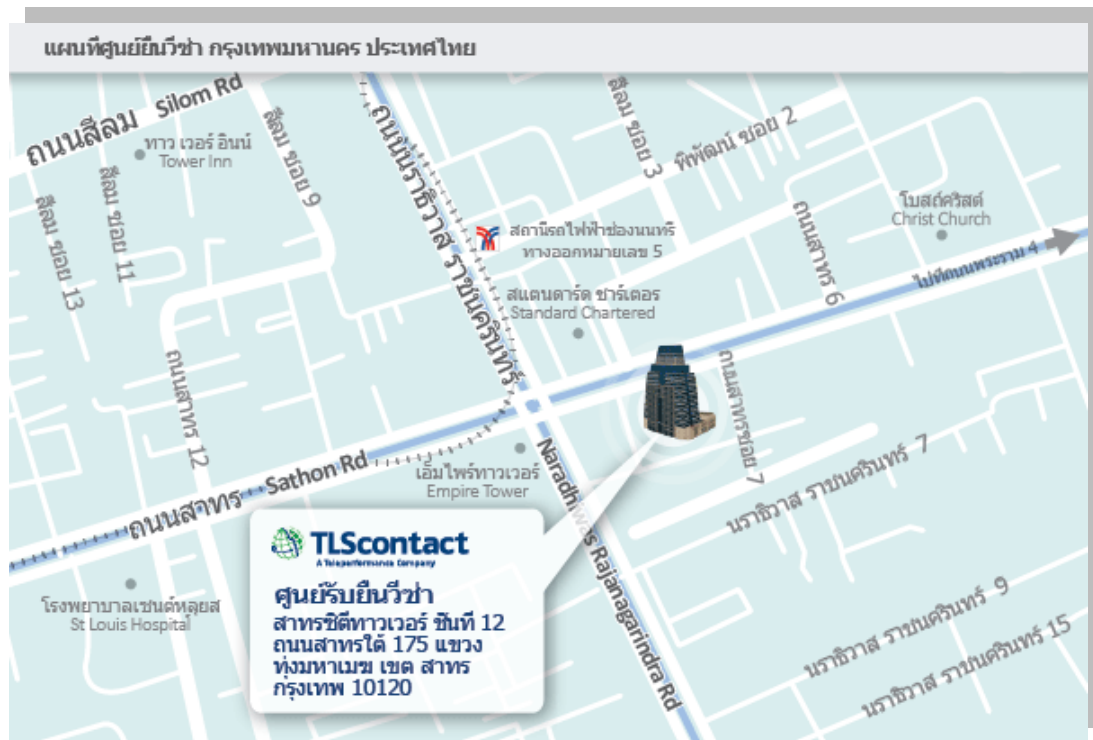 แผนที่ศูนย์ยื่นวีซ่า กรุงเทพมหานคร ประเทศไทย
ถนนสีลม Silom Rd
ทาว เวอร์ อินน์
Tower Inn
สีลม ซอย 9
สีลม ซอย 11
สีลม ซอย 13
ถนนนราธิวาส ราชนครินทร์
สีลม ซอย 3
พิพัฒน์ ซอย 2
โบสถ์คริสต์
Christ Church
สถานีรถไฟฟ้าช่องนนทรี
ทางออกหมายเลข 5
ถนนสาทร 6
ไปที่ถนนพระราม 4
สแตนดาร์ด ชาร์เตอร
Standard Chartered
ถนนสาทร 12
ถนนสาทรซอย 7
เอ็มไพร์ทาวเวอร์
Empire Tower
ถนนสาทร Sathon Rd
Naradhiwas Rajanagarindra Rd
นราธิวาส ราชนครินทร์ 7
นราธิวาส ราชนครินทร์ 9
นราธิวาส ราชนครินทร์ 15
โรงพยาบาลเซนต์หลุยส
St Louis Hospital
TLScontact
A Teleperformance Company
ศูนย์รับยื่นวีซ่า
สาทรซิตี้ทาวเวอร์ ชั้นที่ 12
ถนนสาทรใต้ 175 แขวง
ทุ่งมหาเมฆ เขต สาทร
กรุงเทพ 10120